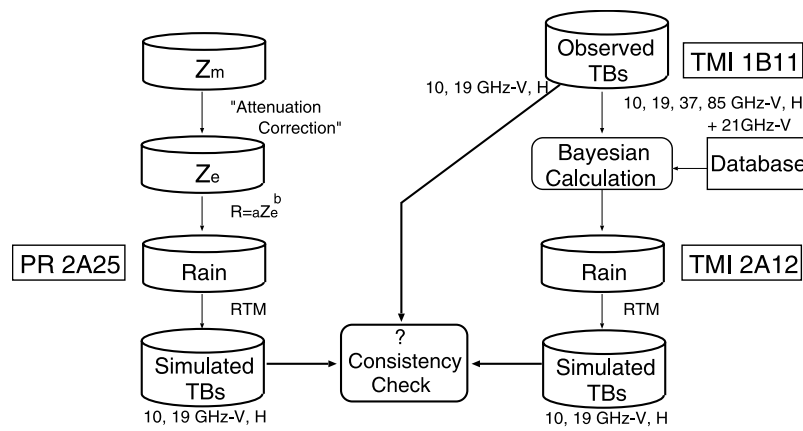 Zm
"Attenuation
Correction"
Ze
R=aZe^b
PR 2A25
Rain
RTM
Simulated
TBs
10, 19 GHz-V, H
?
Consistency
Check
Observed
TBs
TMI 1B11
10, 19 GHz-V, H
10, 19, 37, 85 GHz-V, H
+ 21GHz-V
Bayesian
Calculation
Database
Rain
TMI 2A12
RTM
Simulated
TBs
10, 19 GHz-V, H